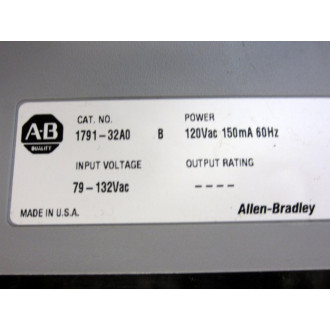 CAT. NO. POWER
1791-32A0 B 120Vac 150mA 60Hz
A-B
QUALITY
INPUT VOLTAGE OUTPUT RATING
79-132Vac ----
MADE IN U.S.A. Allen-Bradley